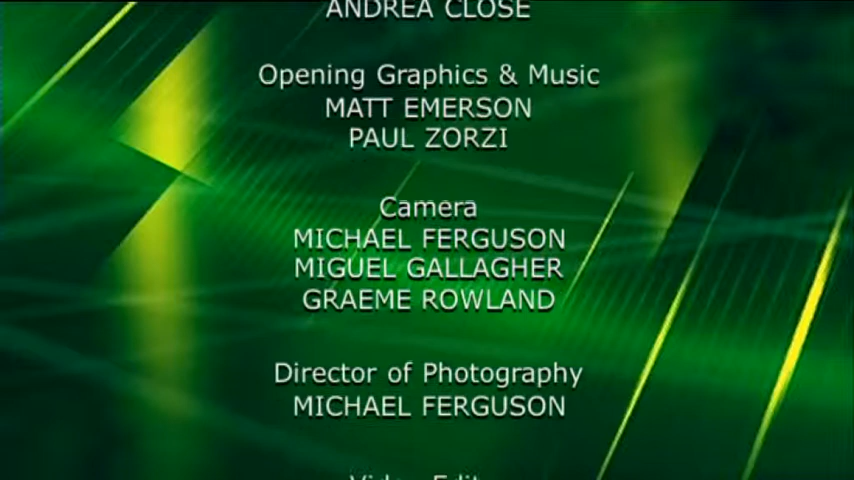 ANDREA CLOSE
Opening Graphics & Music
MATT EMERSON
PAUL ZORZI
Camera
MICHAEL FERGUSON
MIGUEL GALLAGHER
GRAEME ROWLAND
Director of Photography
MICHAEL FERGUSON